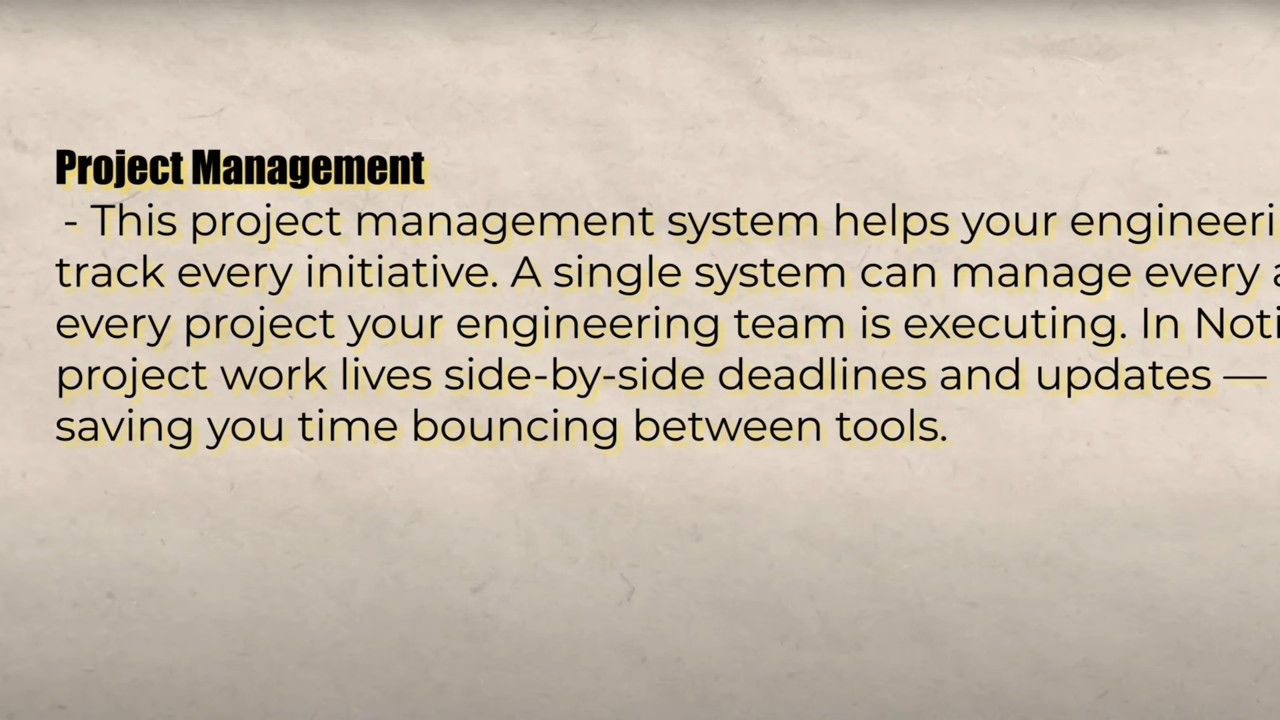 Project Management
- This project management system helps your engineeri
track every initiative. A single system can manage every a
every project your engineering team is executing. In Noti
project work lives side-by-side deadlines and updates —
saving you time bouncing between tools.